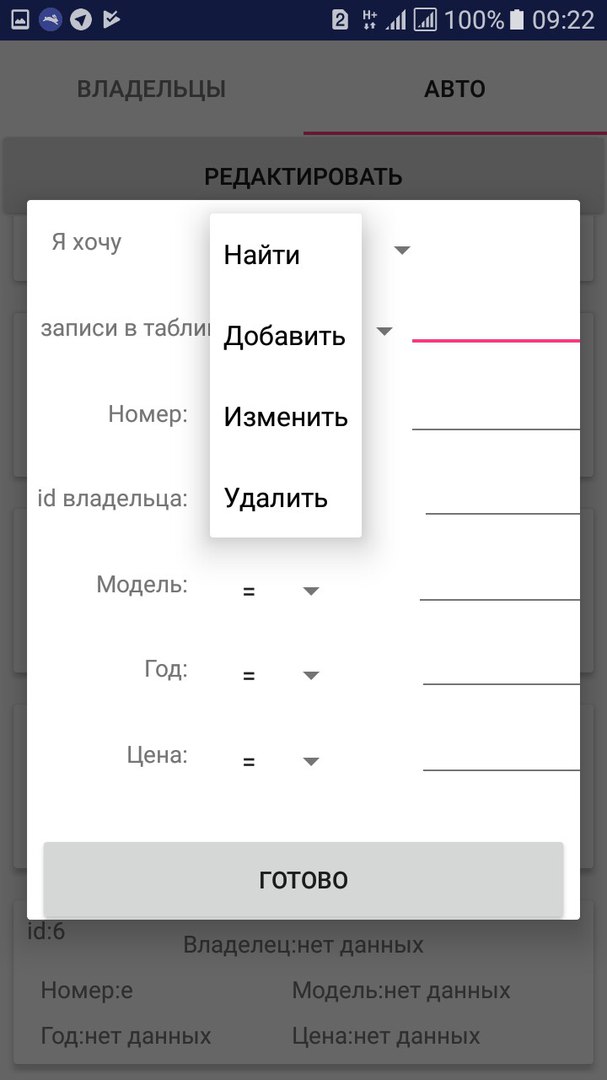 2 H+ 100% 09:22
ВЛАДЕЛЬЦЫ АВТО
РЕДАКТИРОВАТЬ
Я хочу
Найти
записи в табли
Добавить
Номер:
Изменить
id владельца:
Удалить
Модель: =
Год: =
Цена: =
ГОТОВО
id:6
Владелец:нет данных
Номер:е Модель:нет данных
Год:нет данных Цена:нет данных